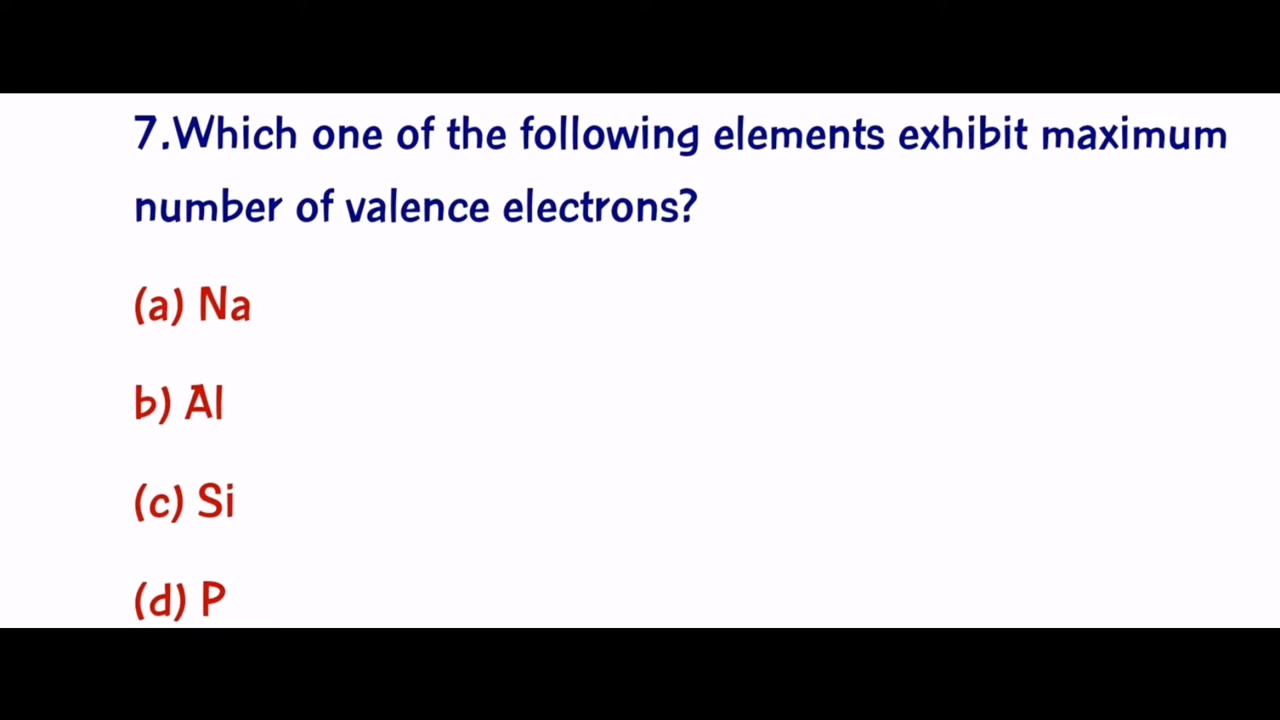 7.Which one of the following elements exhibit maximum
number of valence electrons?
(a) Na
b) Al
(c) Si
(d) P